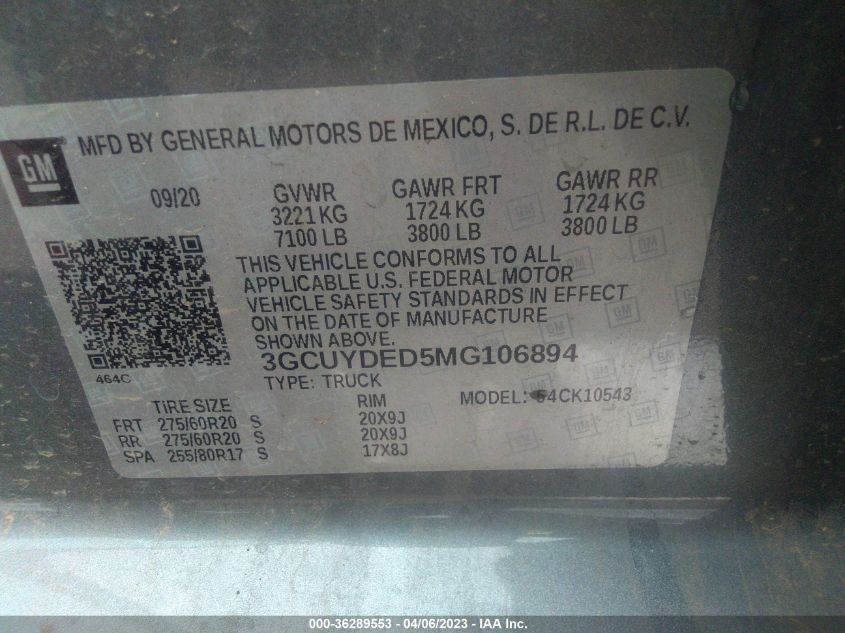 GM
MFD BY GENERAL MOTORS DE MEXICO, S. DE R.L. DE C.V.
09/20 GVWR GAWR FRT GAWR RR
3221 KG 1724 KG 1724 KG
7100 LB 3800 LB 3800 LB
THIS VEHICLE CONFORMS TO ALL
APPLICABLE U.S. FEDERAL MOTOR
VEHICLE SAFETY STANDARDS IN EFFECT
ON THE DATE OF MANUFACTURE
SHOWN ABOVE.
3GCUYDED5MG106894
464C
TYPE: TRUCK MODEL: 54CK10543
TIRE SIZE RIM
FRT 275/60R20 S 20X9J
RR 275/60R20 S 20X9J
SPA 255/80R17 S 17X8J
000-36289553 - 04/06/2023 - IAA Inc.